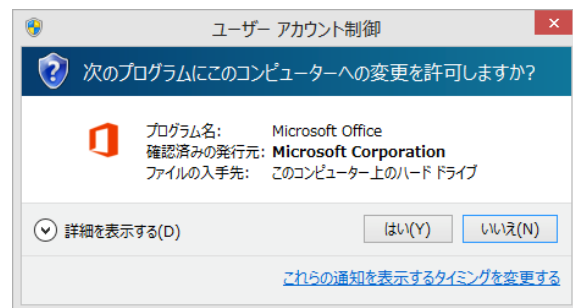 ユーザー アカウント制御
次のプログラムにこのコンピューターへの変更を許可しますか?
プログラム名: Microsoft Office
確認済みの発行元: Microsoft Corporation
ファイルの入手先: このコンピューター上のハード ドライブ
詳細を表示する(D) はい(Y) いいえ(N)
これらの通知を表示するタイミングを変更する